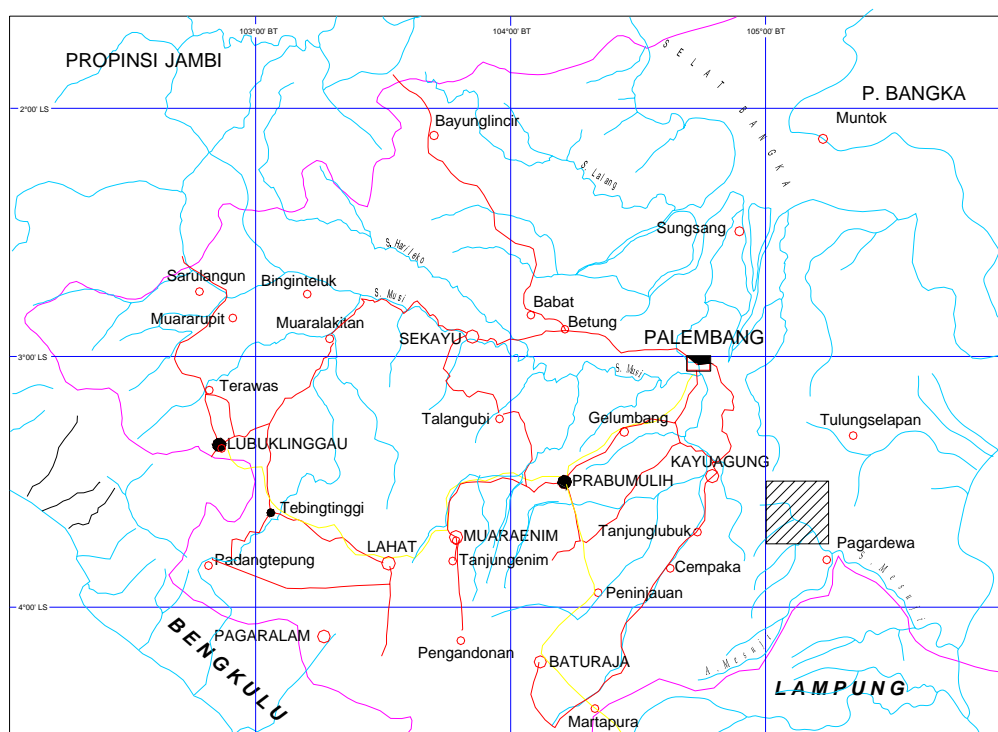 103°00' BT
104°00' BT
105°00' BT
PROPINSI JAMBI
SELAT BANGKA
P. BANGKA
2°00' LS
Muntok
Bayunglincir
S. Lalang
Sungsang
S. Harileko
Sarulangun
Binginteluk
S. Musi
Muararupit
Muaralakitan
Babat
Betung
SEKAYU
PALEMBANG
3°00' LS
S. Musi
Terawas
Talangubi
Gelumbang
Tulungselapan
LUBUKLINGGAU
KAYUAGUNG
PRABUMULIH
Tebingtinggi
MUARAENIM
Tanjunglubuk
LAHAT
Pagardewa
Padangtepung
Tanjungenim
Cempaka
S. Mesuji
Peninjauan
4°00' LS
BENGKULU
PAGARALAM
Pengandonan
BATURAJA
A. Mesuji
LAMPUNG
Martapura